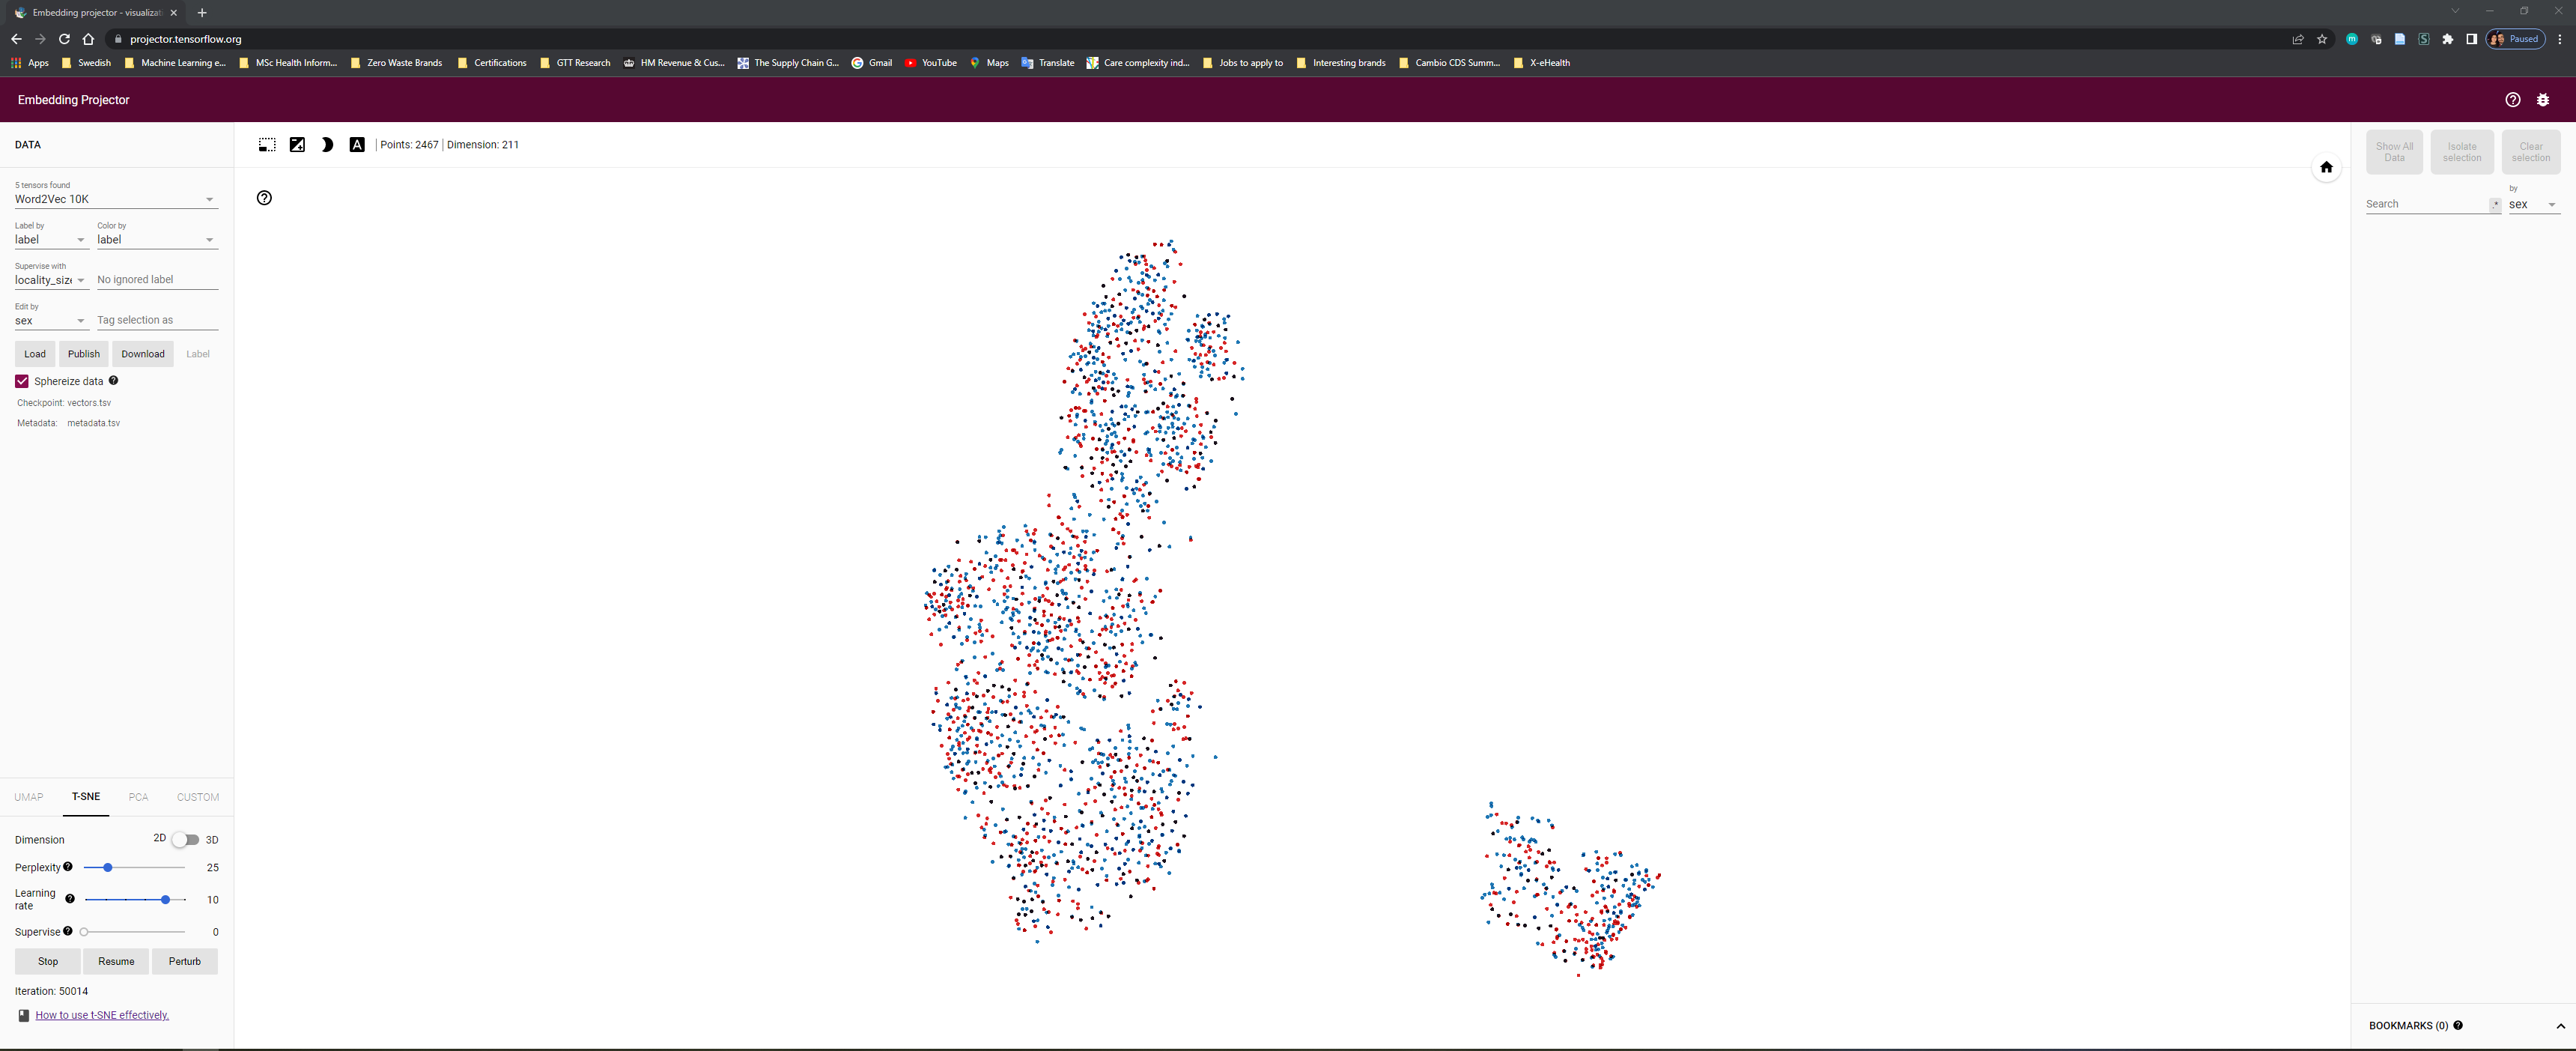 Embedding projector - visualizat
projector.tensorflow.org
Paused
Apps Swedish Machine Learning e... MSc Health Inform... Zero Waste Brands Certifications GTT Research HM Revenue & Cus... The Supply Chain G... Gmail YouTube Maps Translate Care complexity ind... Jobs to apply to Interesting brands Cambio CDS Summ... X-eHealth
Embedding Projector
DATA
A | Points: 2467 | Dimension: 211
Show All Data
Isolate selection
Clear selection
5 tensors found
Word2Vec 10K
by
Search .* sex
Label by Color by
label label
Supervise with
locality_size No ignored label
Edit by
sex Tag selection as
Load Publish Download Label
Sphereize data
Checkpoint: vectors.tsv
Metadata: metadata.tsv
UMAP T-SNE PCA CUSTOM
Dimension 2D 3D
Perplexity 25
Learning rate 10
Supervise 0
Stop Resume Perturb
Iteration: 50014
How to use t-SNE effectively.
BOOKMARKS (0)